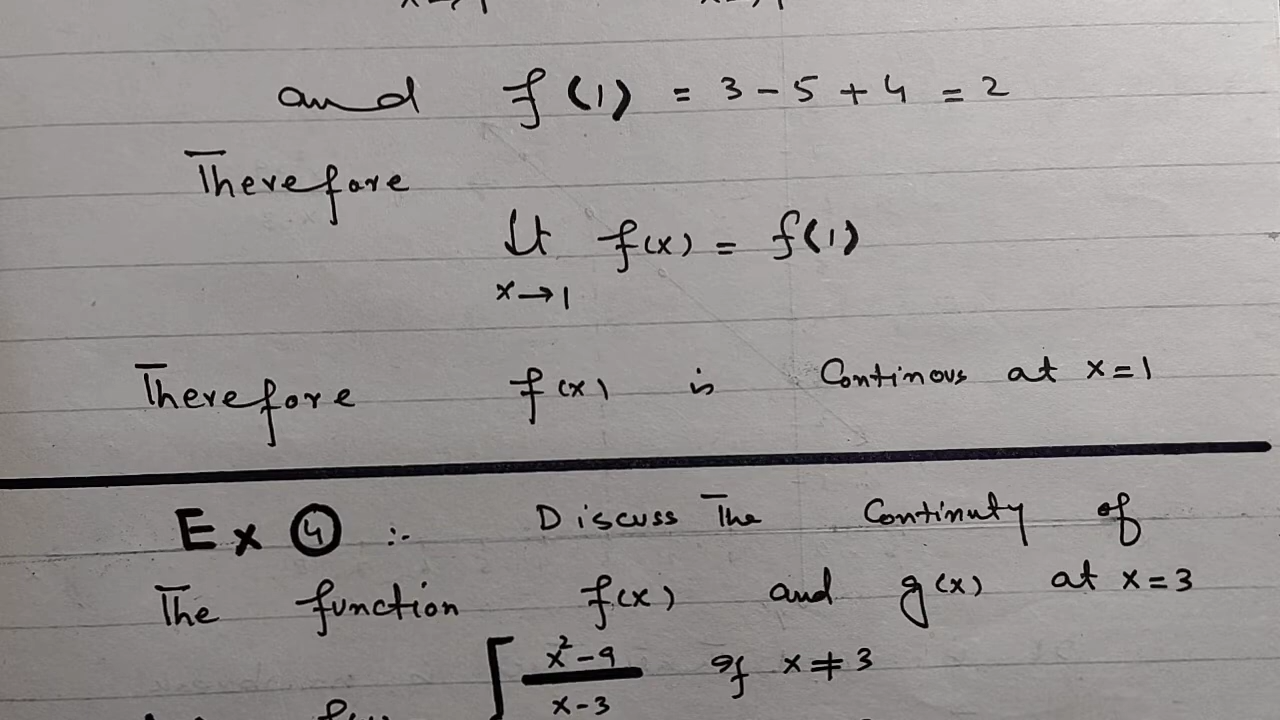 and f(1) = 3 - 5 + 4 = 2
Therefore
Lt f(x) = f(1)
x→1
Therefore f(x) is Continous at x=1
Ex ④ :- Discuss The Continuty of
The function f(x) and g(x) at x=3
x²-9 if x≠3
x-3